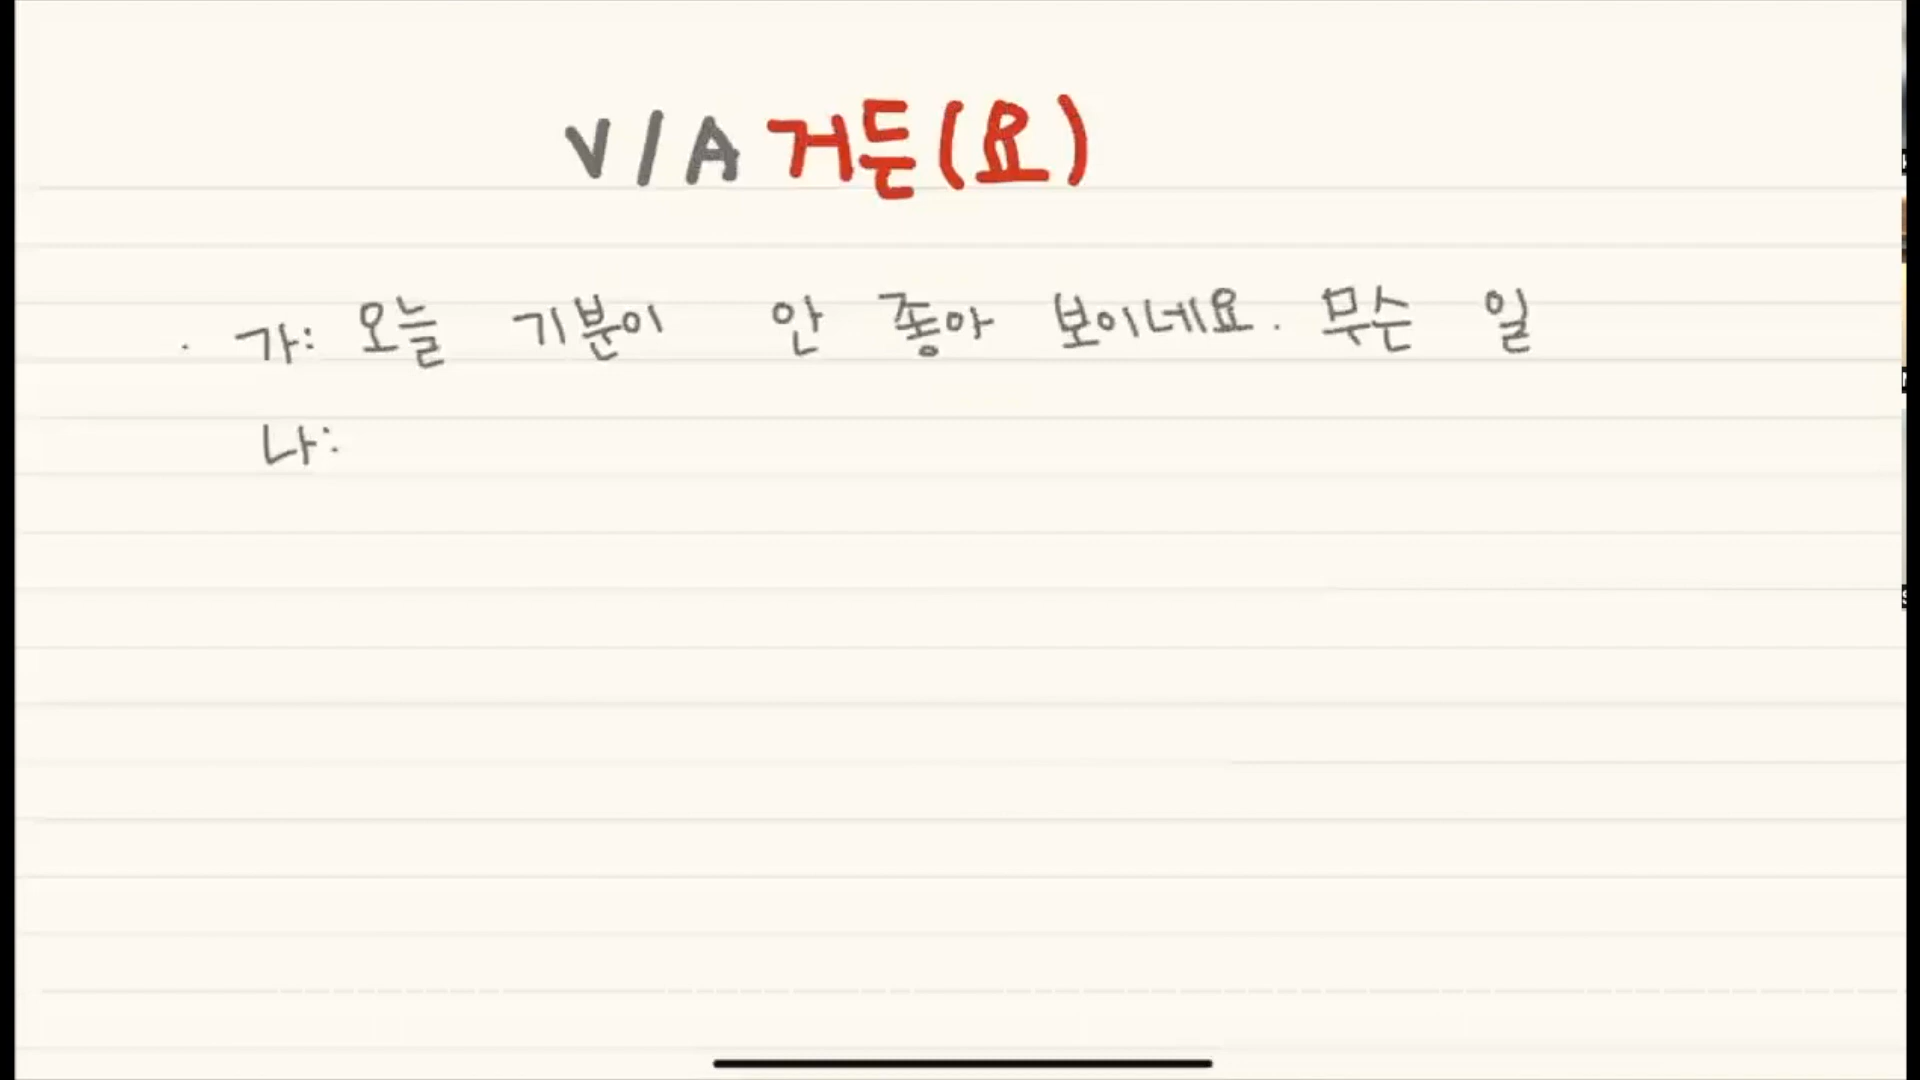 V/A 거든(요)
· 가: 오늘 기분이 안 좋아 보이네요. 무슨 일
나: